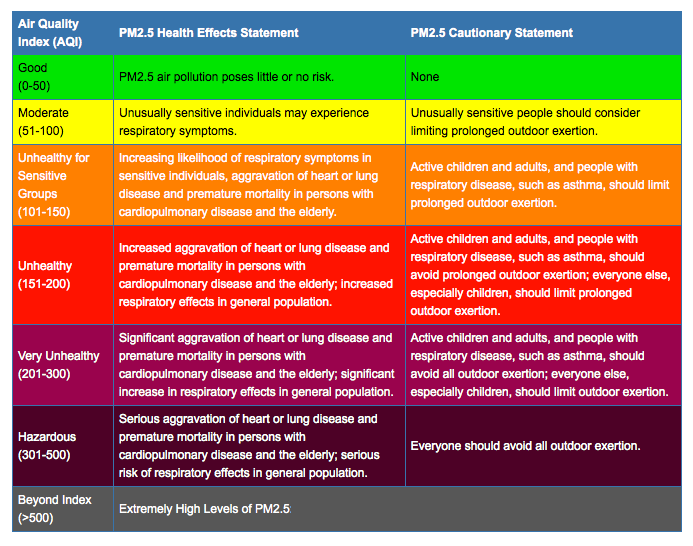 Air Quality
Index (AQI)
PM2.5 Health Effects Statement
PM2.5 Cautionary Statement
Good
(0-50)
PM2.5 air pollution poses little or no risk.
None
Moderate
(51-100)
Unusually sensitive individuals may experience
respiratory symptoms.
Unusually sensitive people should consider
limiting prolonged outdoor exertion.
Unhealthy for
Sensitive
Groups
(101-150)
Increasing likelihood of respiratory symptoms in
sensitive individuals, aggravation of heart or lung
disease and premature mortality in persons with
cardiopulmonary disease and the elderly.
Active children and adults, and people with
respiratory disease, such as asthma, should limit
prolonged outdoor exertion.
Unhealthy
(151-200)
Increased aggravation of heart or lung disease and
premature mortality in persons with
cardiopulmonary disease and the elderly; increased
respiratory effects in general population.
Active children and adults, and people with
respiratory disease, such as asthma, should
avoid prolonged outdoor exertion; everyone else,
especially children, should limit prolonged
outdoor exertion.
Very Unhealthy
(201-300)
Significant aggravation of heart or lung disease and
premature mortality in persons with
cardiopulmonary disease and the elderly; significant
increase in respiratory effects in general population.
Active children and adults, and people with
respiratory disease, such as asthma, should
avoid all outdoor exertion; everyone else,
especially children, should limit outdoor exertion.
Hazardous
(301-500)
Serious aggravation of heart or lung disease and
premature mortality in persons with
cardiopulmonary disease and the elderly; serious
risk of respiratory effects in general population.
Everyone should avoid all outdoor exertion.
Beyond Index
(>500)
Extremely High Levels of PM2.5